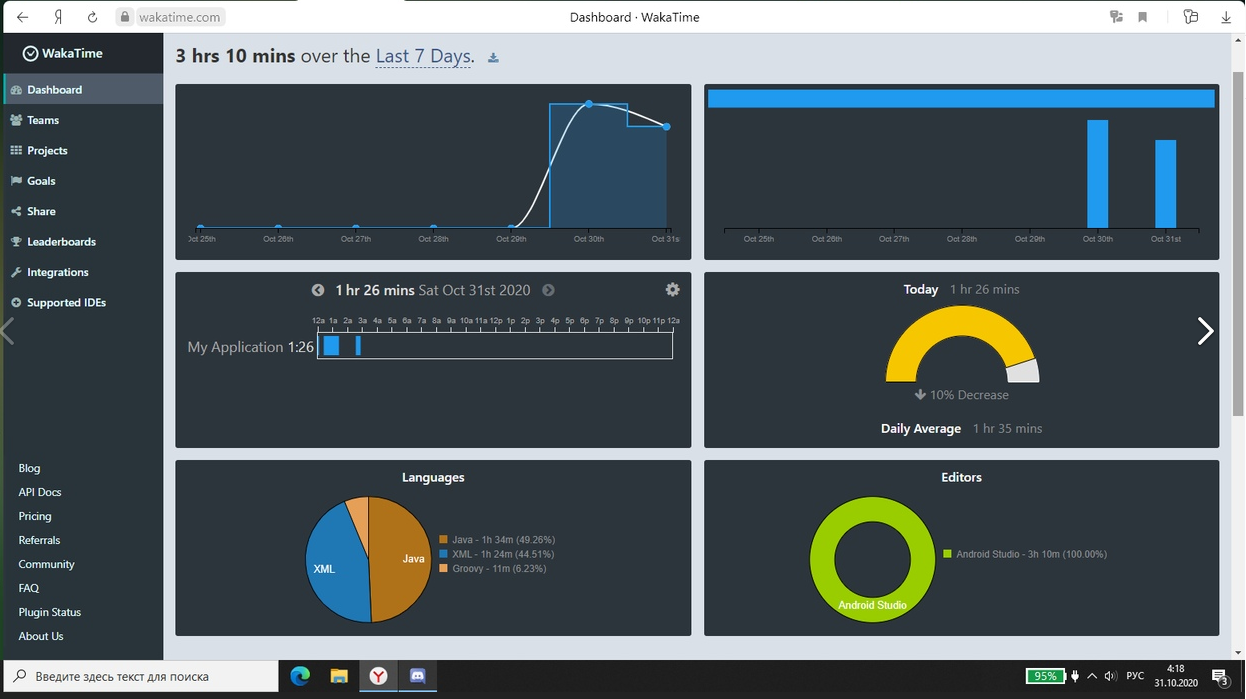 Я
wakatime.com
Dashboard · WakaTime
WakaTime
3 hrs 10 mins over the Last 7 Days.
Dashboard
Teams
Projects
Goals
Share
Leaderboards
Integrations
Supported IDEs
Blog
API Docs
Pricing
Referrals
Community
FAQ
Plugin Status
About Us
Oct 25th Oct 26th Oct 27th Oct 28th Oct 29th Oct 30th Oct 31s
Oct 25th Oct 26th Oct 27th Oct 28th Oct 29th Oct 30th Oct 31st
1 hr 26 mins Sat Oct 31st 2020
12a 1a 2a 3a 4a 5a 6a 7a 8a 9a 10a 11a 12p 1p 2p 3p 4p 5p 6p 7p 8p 9p 10p 11p 12a
My Application 1:26
Today 1 hr 26 mins
10% Decrease
Daily Average 1 hr 35 mins
Languages
Java
XML
Java - 1h 34m (49.26%)
XML - 1h 24m (44.51%)
Groovy - 11m (6.23%)
Editors
Android Studio
Android Studio - 3h 10m (100.00%)
Введите здесь текст для поиска
95%
РУС
4:18
31.10.2020
3